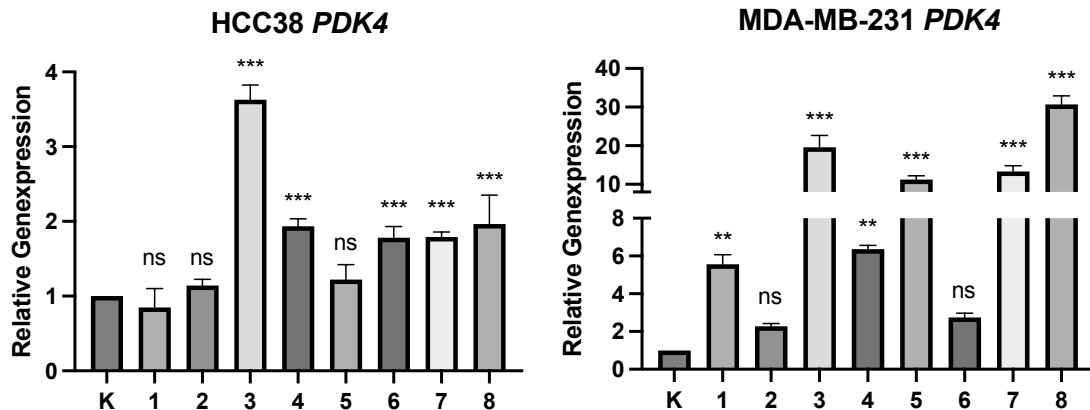 HCC38 PDK4
Relative Genexpression
4
3
2
1
0
ns
ns
***
***
ns
***
***
***
K 1 2 3 4 5 6 7 8
MDA-MB-231 PDK4
Relative Genexpression
40
30
20
10
8
6
4
2
0
**
ns
***
**
***
ns
***
***
K 1 2 3 4 5 6 7 8